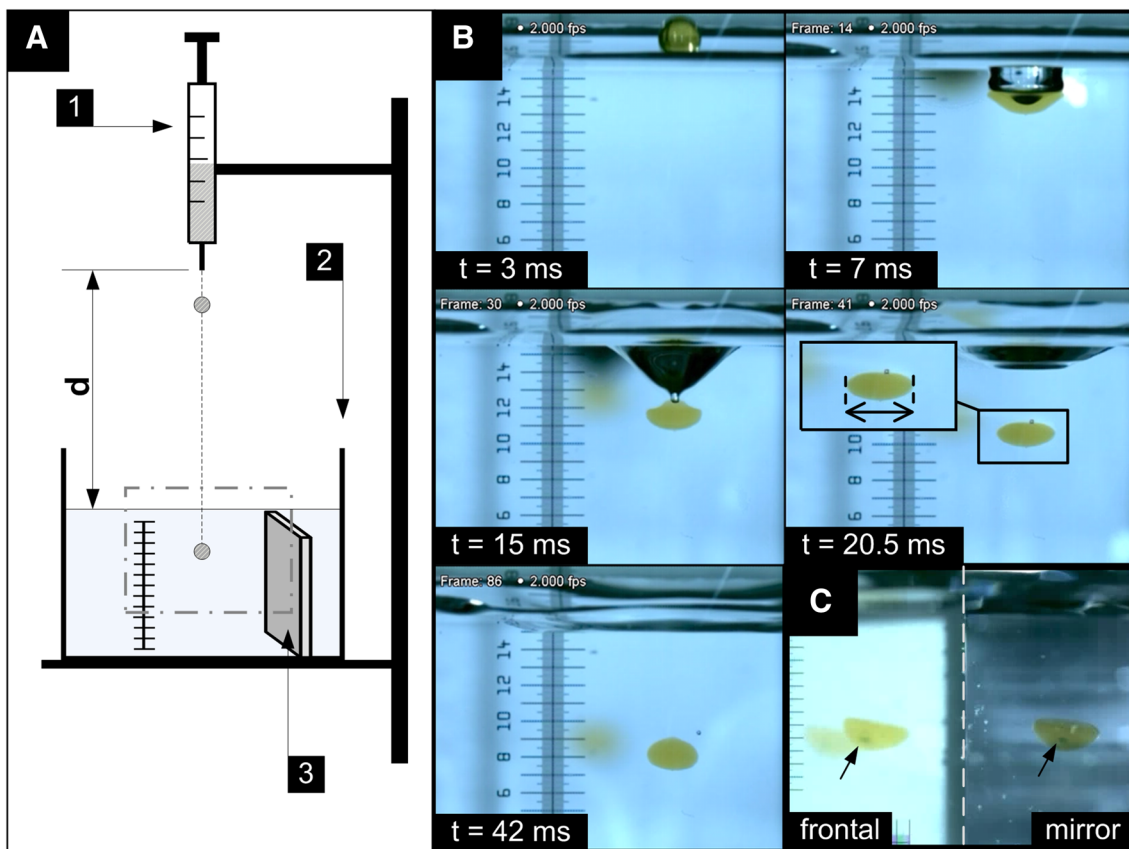 A
1
2
d
3
B
2.000 fps
t = 3 ms
14
12
10
8
6
Frame: 14 • 2.000 fps
t = 7 ms
14
12
10
8
6
Frame: 30 • 2.000 fps
t = 15 ms
14
12
10
8
6
Frame: 41 • 2.000 fps
t = 20.5 ms
10
8
6
Frame: 86 • 2.000 fps
t = 42 ms
14
12
10
8
6
C
frontal
mirror